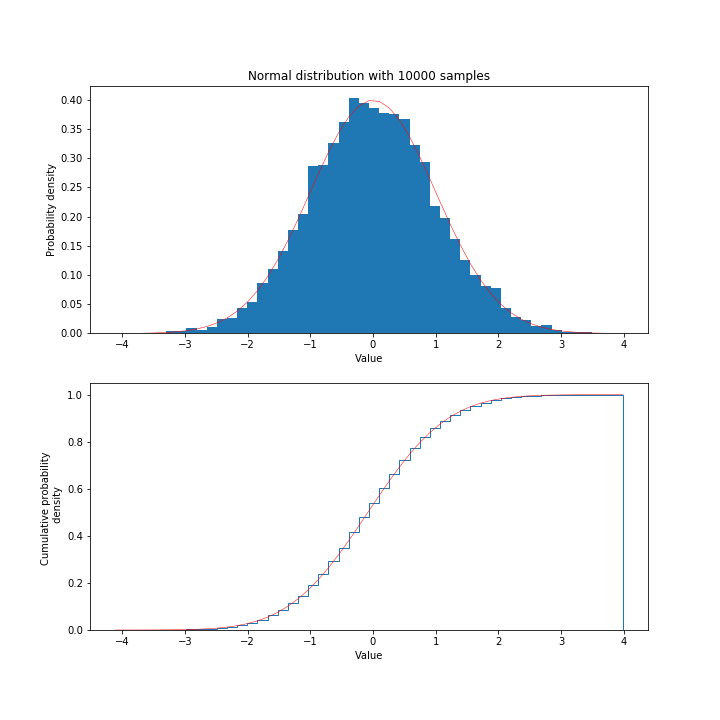 Normal distribution with 10000 samples
0.40
0.35
0.30
0.25
0.20
0.15
0.10
0.05
0.00
Probability density
−4 −3 −2 −1 0 1 2 3 4
Value
1.0
0.8
0.6
0.4
0.2
0.0
Cumulative probability
density
−4 −3 −2 −1 0 1 2 3 4
Value